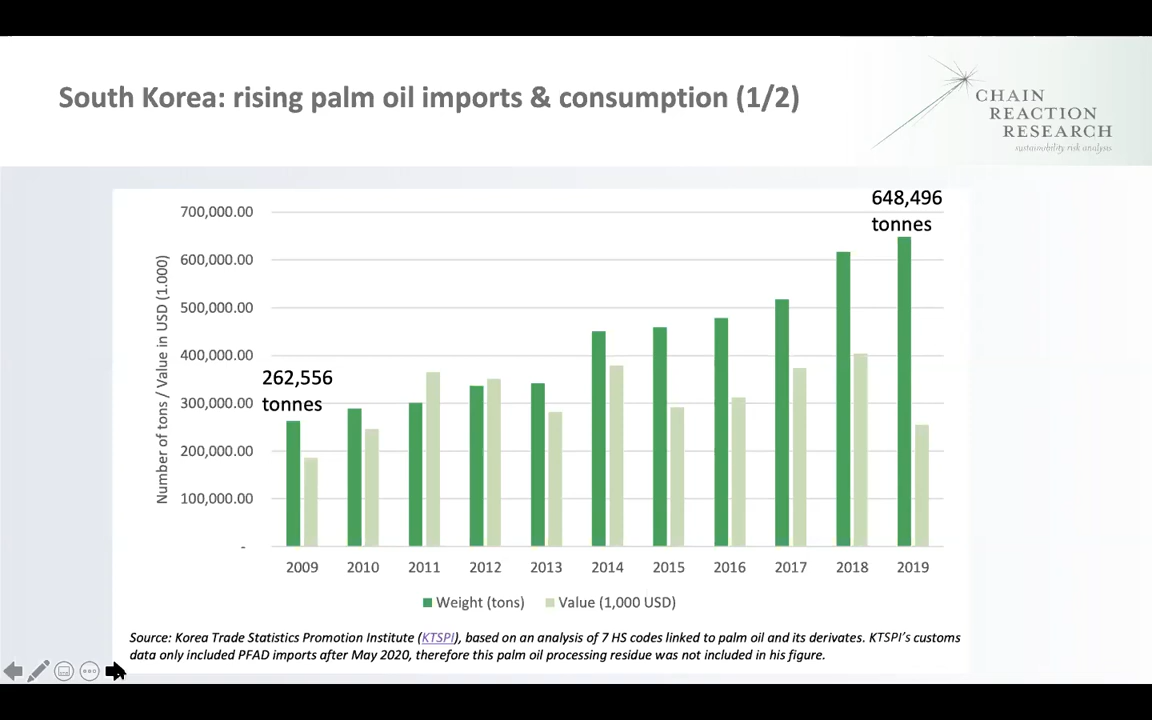 South Korea: rising palm oil imports & consumption (1/2)
CHAIN
REACTION
RESEARCH
sustainability risk analysis
648,496
tonnes
262,556
tonnes
Number of tons / Value in USD (1.000)
700,000.00
600,000.00
500,000.00
400,000.00
300,000.00
200,000.00
100,000.00
-
2009 2010 2011 2012 2013 2014 2015 2016 2017 2018 2019
Weight (tons) Value (1,000 USD)
Source: Korea Trade Statistics Promotion Institute (KTSPI), based on an analysis of 7 HS codes linked to palm oil and its derivates. KTSPI's customs
data only included PFAD imports after May 2020, therefore this palm oil processing residue was not included in his figure.